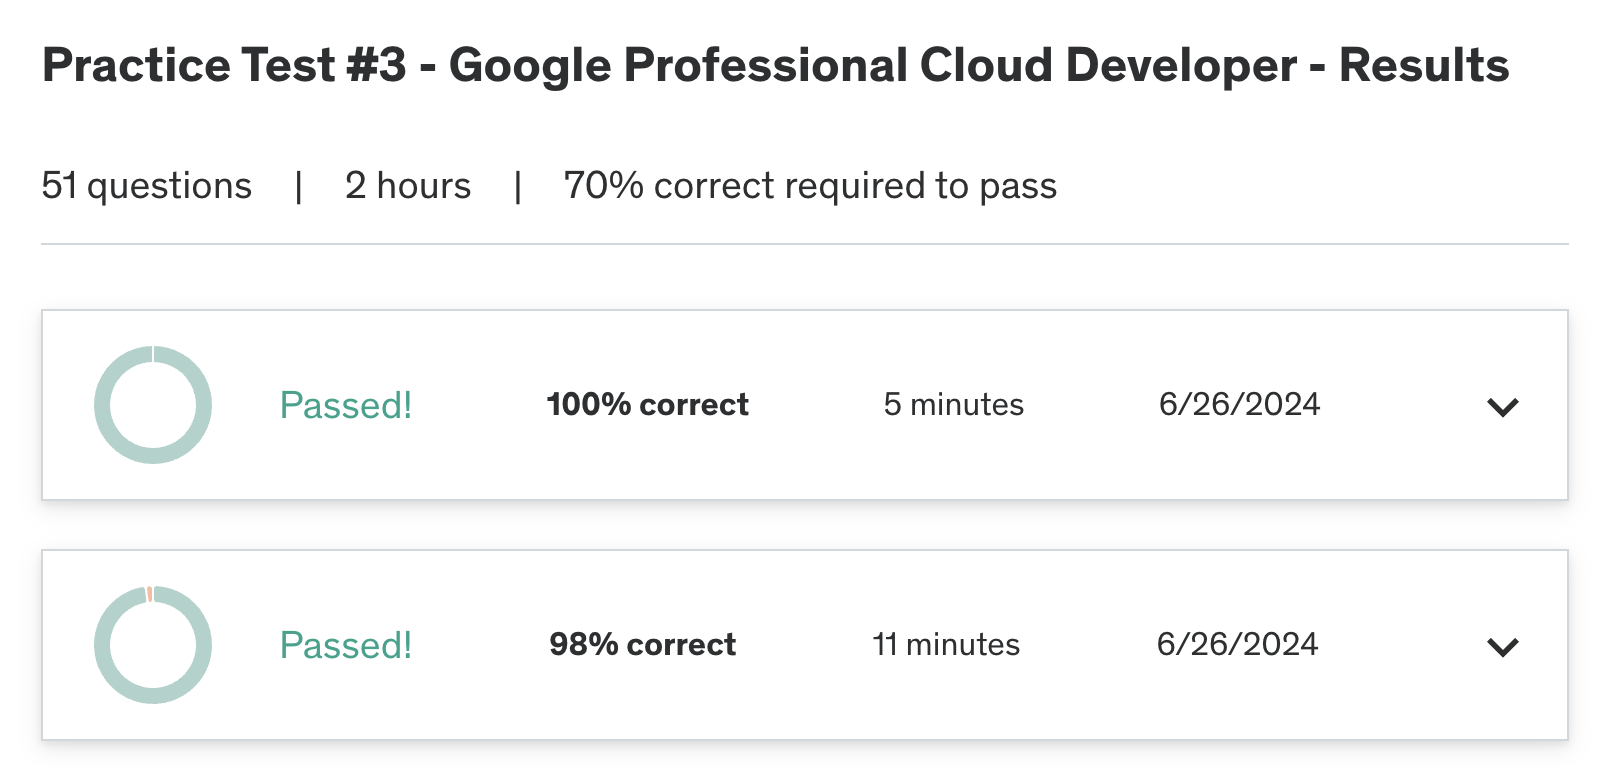 Practice Test #3 - Google Professional Cloud Developer - Results
51 questions | 2 hours | 70% correct required to pass
Passed! 100% correct 5 minutes 6/26/2024
Passed! 98% correct 11 minutes 6/26/2024